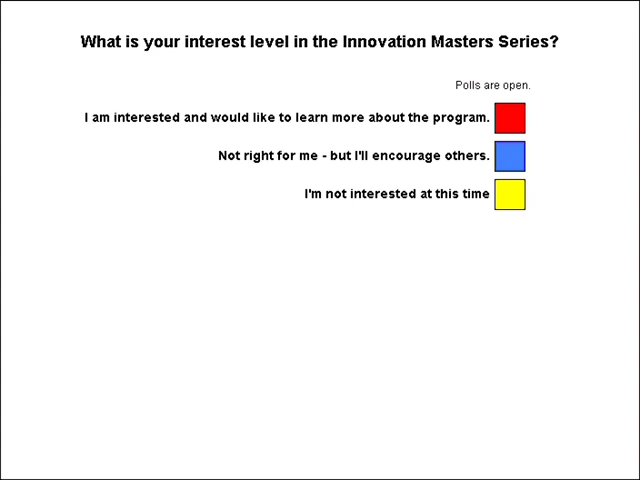 What is your interest level in the Innovation Masters Series?
Polls are open.
I am interested and would like to learn more about the program.
Not right for me - but I'll encourage others.
I'm not interested at this time